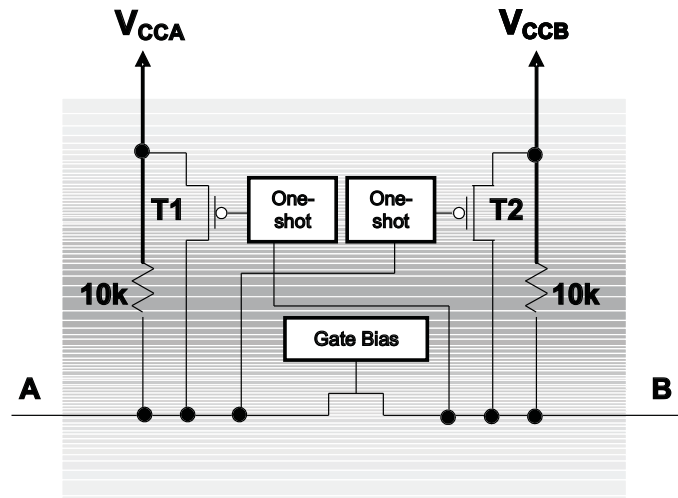 VCCA
VCCB
T1
One-shot
One-shot
T2
10k
10k
Gate Bias
A
B